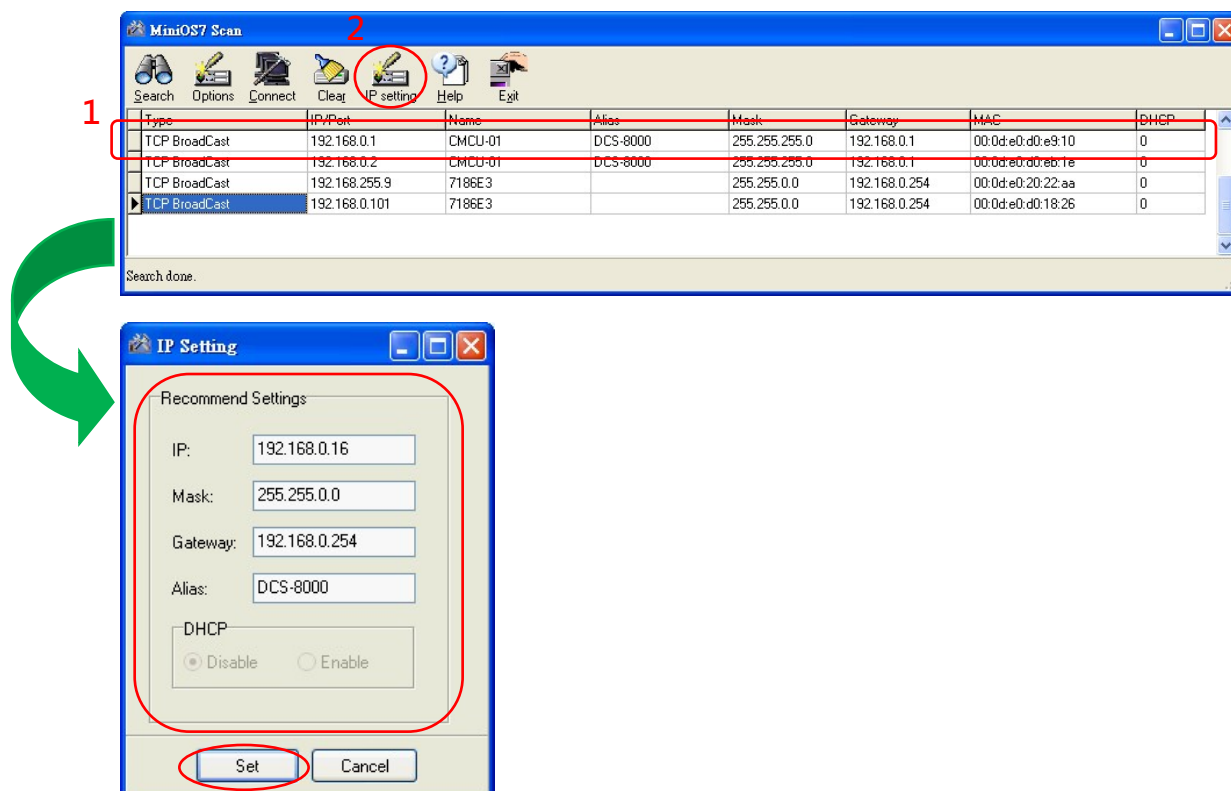 MiniOS7 Scan
2
Search Options Connect Clear IP setting Help Exit
1
Type IP/Port Name Alias Mask Gateway MAC DHCP
TCP BroadCast 192.168.0.1 CMCU-01 DCS-8000 255.255.255.0 192.168.0.1 00:0d:e0:d0:e9:10 0
TCP BroadCast 192.168.0.2 CMCU-01 DCS-8000 255.255.255.0 192.168.0.1 00:0d:e0:d0:eb:1e 0
TCP BroadCast 192.168.255.9 7186E3 255.255.0.0 192.168.0.254 00:0d:e0:20:22:aa 0
TCP BroadCast 192.168.0.101 7186E3 255.255.0.0 192.168.0.254 00:0d:e0:d0:18:26 0
Search done.
IP Setting
Recommend Settings
IP: 192.168.0.16
Mask: 255.255.0.0
Gateway: 192.168.0.254
Alias: DCS-8000
DHCP
Disable Enable
Set Cancel